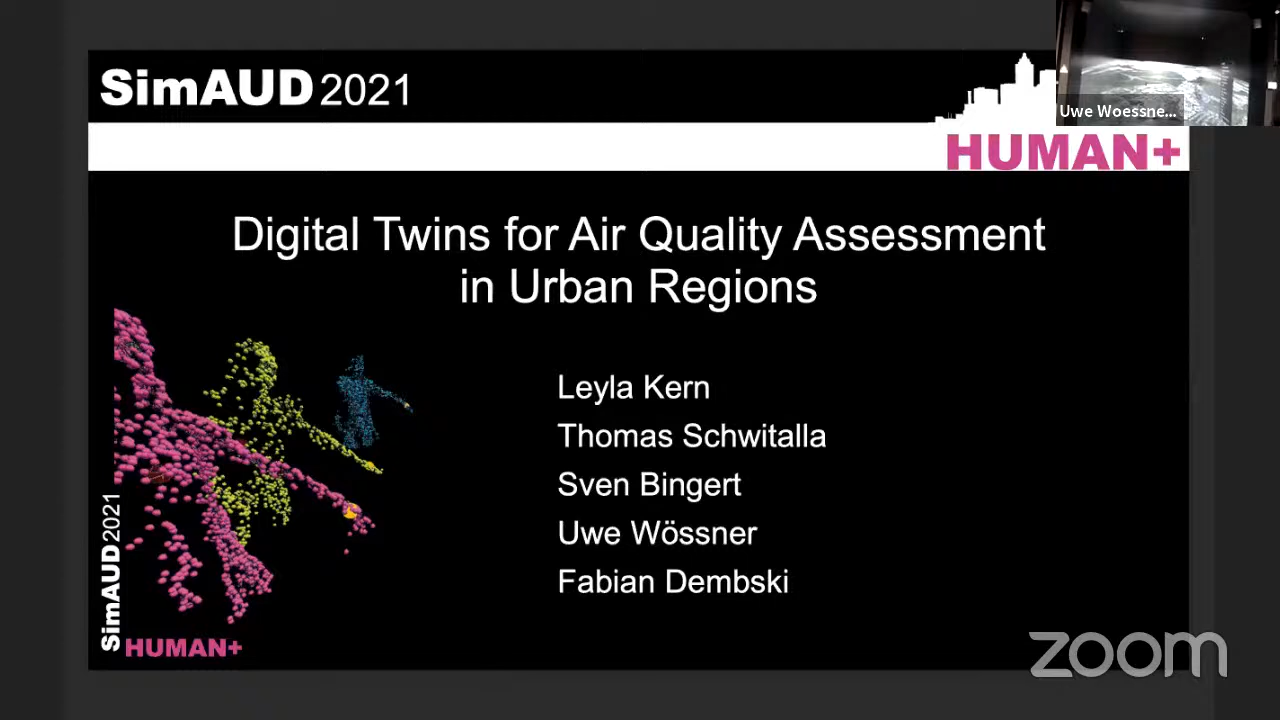 SimAUD 2021
Uwe Woessne...
HUMAN+
Digital Twins for Air Quality Assessment
in Urban Regions
Leyla Kern
Thomas Schwitalla
Sven Bingert
Uwe Wössner
Fabian Dembski
SimAUD2021
HUMAN+
zoom